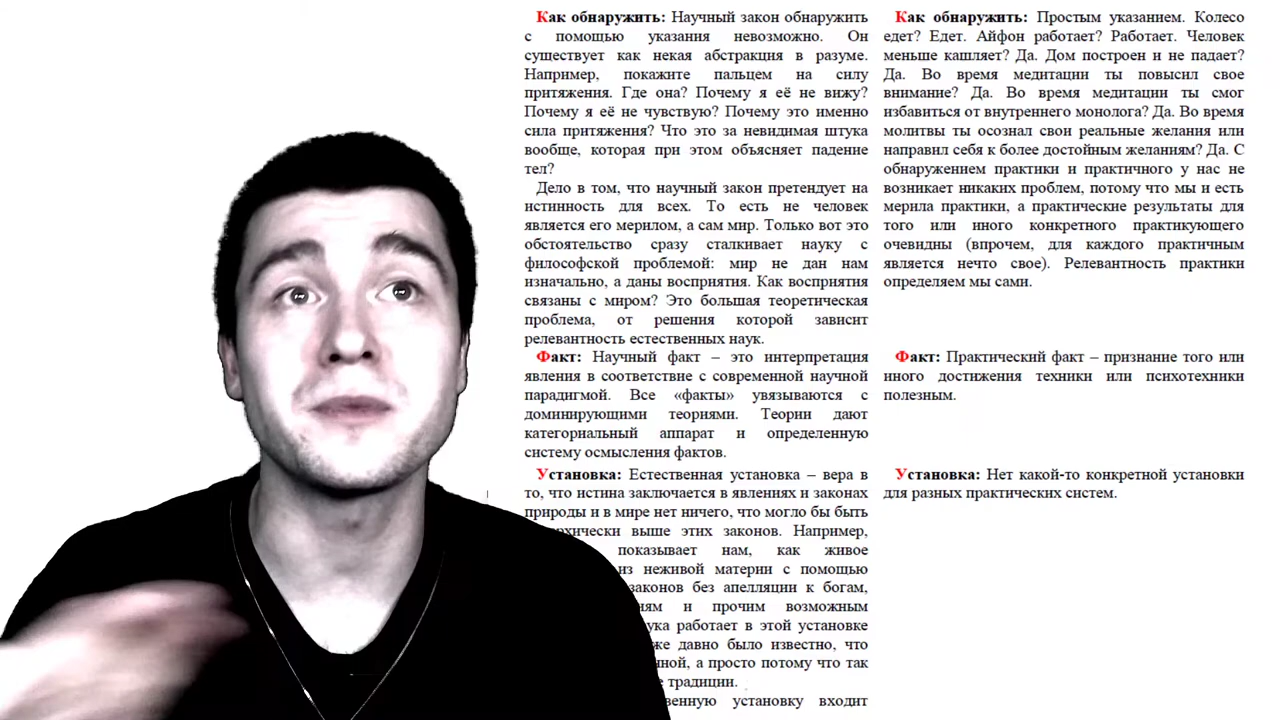 Как обнаружить: Научный закон обнаружить
с помощью указания невозможно. Он
существует как некая абстракция в разуме.
Например, покажите пальцем на силу
притяжения. Где она? Почему я её не вижу?
Почему я её не чувствую? Почему это именно
сила притяжения? Что это за невидимая штука
вообще, которая при этом объясняет падение
тел?
Дело в том, что научный закон претендует на
истинность для всех. То есть не человек
является его мерилом, а сам мир. Только вот это
обстоятельство сразу сталкивает науку с
философской проблемой: мир не дан нам
изначально, а даны восприятия. Как восприятия
связаны с миром? Это большая теоретическая
проблема, от решения которой зависит
релевантность естественных наук.
Факт: Научный факт – это интерпретация
явления в соответствие с современной научной
парадигмой. Все «факты» увязываются с
доминирующими теориями. Теории дают
категориальный аппарат и определенную
систему осмысления фактов.
Установка: Естественная установка – вера в
то, что истина заключается в явлениях и законах
природы и в мире нет ничего, что могло бы быть
выше этих законов. Например,
показывает нам, как живое
из неживой материи с помощью
законов без апелляции к богам,
и прочим возможным
работает в этой установке
давно было известно, что
а просто потому что так
традиции.
установку входит
Как обнаружить: Простым указанием. Колесо
едет? Едет. Айфон работает? Работает. Человек
меньше кашляет? Да. Дом построен и не падает?
Да. Во время медитации ты повысил свое
внимание? Да. Во время медитации ты смог
избавиться от внутреннего монолога? Да. Во время
молитвы ты осознал свои реальные желания или
направил себя к более достойным желаниям? Да. С
обнаружением практики и практичного у нас не
возникает никаких проблем, потому что мы и есть
мерила практики, а практические результаты для
того или иного конкретного практикующего
очевидны (впрочем, для каждого практичным
является нечто свое). Релевантность практики
определяем мы сами.
Факт: Практический факт – признание того или
иного достижения техники или психотехники
полезным.
Установка: Нет какой-то конкретной установки
для разных практических систем.